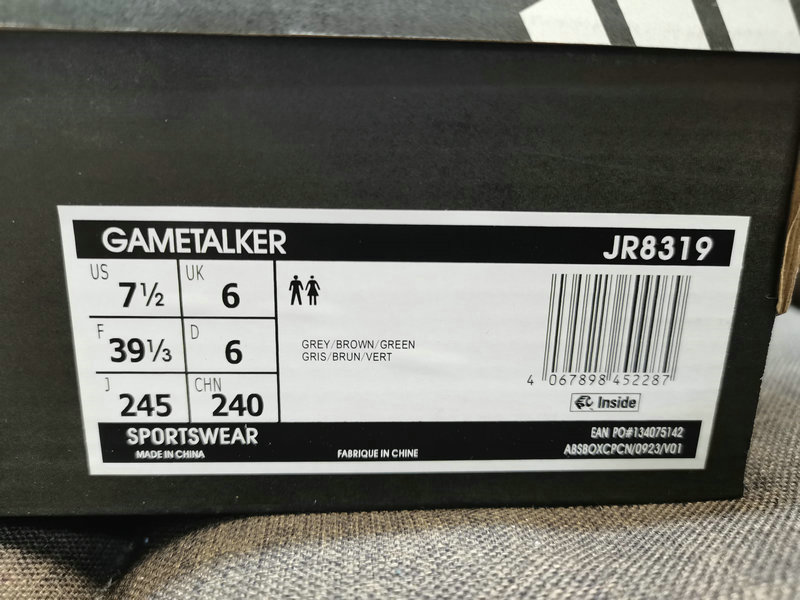 GAMETALKER JR8319
US 7½ UK 6
F 39⅓ D 6
J 245 CHN 240
GREY/BROWN/GREEN
GRIS/BRUN/VERT
4 067898 452287
Inside
SPORTSWEAR EAN PO#134075142
MADE IN CHINA FABRIQUE IN CHINE ABSBOXCPCN/0923/V01